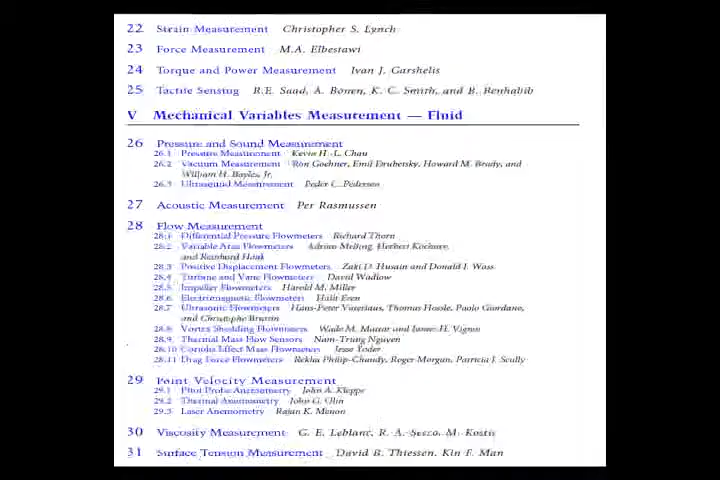 22 Strain Measurement Christopher S. Lynch
23 Force Measurement M.A. Elbestawi
24 Torque and Power Measurement Ivan J. Garshelis
25 Tactile Sensing R.E. Saad, A. Bonen, K. C. Smith, and B. Benhabib
V Mechanical Variables Measurement — Fluid
26 Pressure and Sound Measurement
26.1 Pressure Measurement Kevin H.-L. Chau
26.2 Vacuum Measurement Ron Goehner, Emil Drubetsky, Howard M. Brady, and
William H. Bayles, Jr.
26.3 Ultrasound Measurement Peder C. Pedersen
27 Acoustic Measurement Per Rasmussen
28 Flow Measurement
28.1 Differential Pressure Flowmeters Richard Thorn
28.2 Variable Area Flowmeters Adrian Melling, Herbert Köchner,
and Reinhard Haak
28.3 Positive Displacement Flowmeters Zaki D. Husain and Donald J. Wass
28.4 Turbine and Vane Flowmeters David Wadlow
28.5 Impeller Flowmeters Harold M. Miller
28.6 Electromagnetic Flowmeters Halit Eren
28.7 Ultrasonic Flowmeters Hans-Peter Vaterlaus, Thomas Hossle, Paolo Giordano,
and Christophe Bruttin
28.8 Vortex Shedding Flowmeters Wade M. Mattar and James H. Vignos
28.9 Thermal Mass Flow Sensors Nam-Trung Nguyen
28.10 Coriolis Effect Mass Flowmeters Jesse Yoder
28.11 Drag Force Flowmeters Rekha Philip-Chandy, Roger Morgan, Patricia J. Scully
29 Point Velocity Measurement
29.1 Pitot Probe Anemometry John A. Kleppe
29.2 Thermal Anemometry John G. Olin
29.3 Laser Anemometry Rajan K. Menon
30 Viscosity Measurement G. E. Leblanc, R. A. Secco, M. Kostic
31 Surface Tension Measurement David B. Thiessen, Kin F. Man